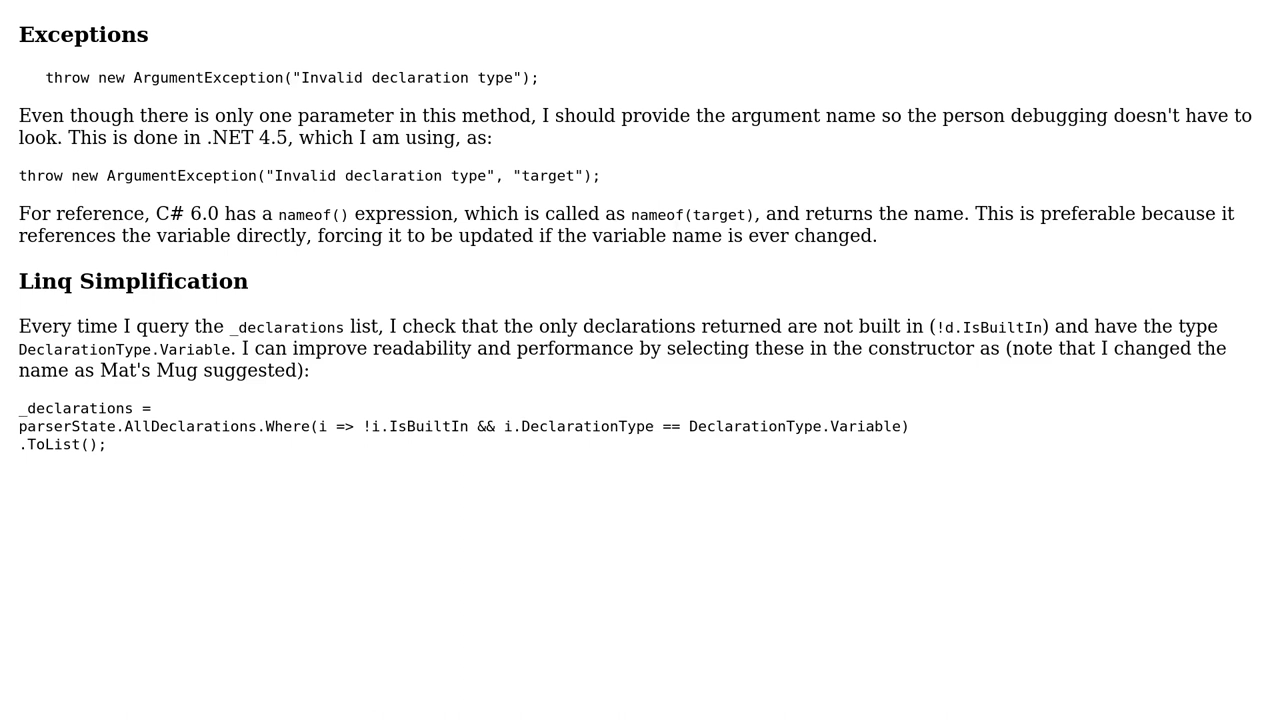 Exceptions
throw new ArgumentException("Invalid declaration type");
Even though there is only one parameter in this method, I should provide the argument name so the person debugging doesn't have to
look. This is done in .NET 4.5, which I am using, as:
throw new ArgumentException("Invalid declaration type", "target");
For reference, C# 6.0 has a nameof() expression, which is called as nameof(target), and returns the name. This is preferable because it
references the variable directly, forcing it to be updated if the variable name is ever changed.
Linq Simplification
Every time I query the _declarations list, I check that the only declarations returned are not built in (!d.IsBuiltIn) and have the type
DeclarationType.Variable. I can improve readability and performance by selecting these in the constructor as (note that I changed the
name as Mat's Mug suggested):
_declarations =
parserState.AllDeclarations.Where(i => !i.IsBuiltIn && i.DeclarationType == DeclarationType.Variable)
.ToList();